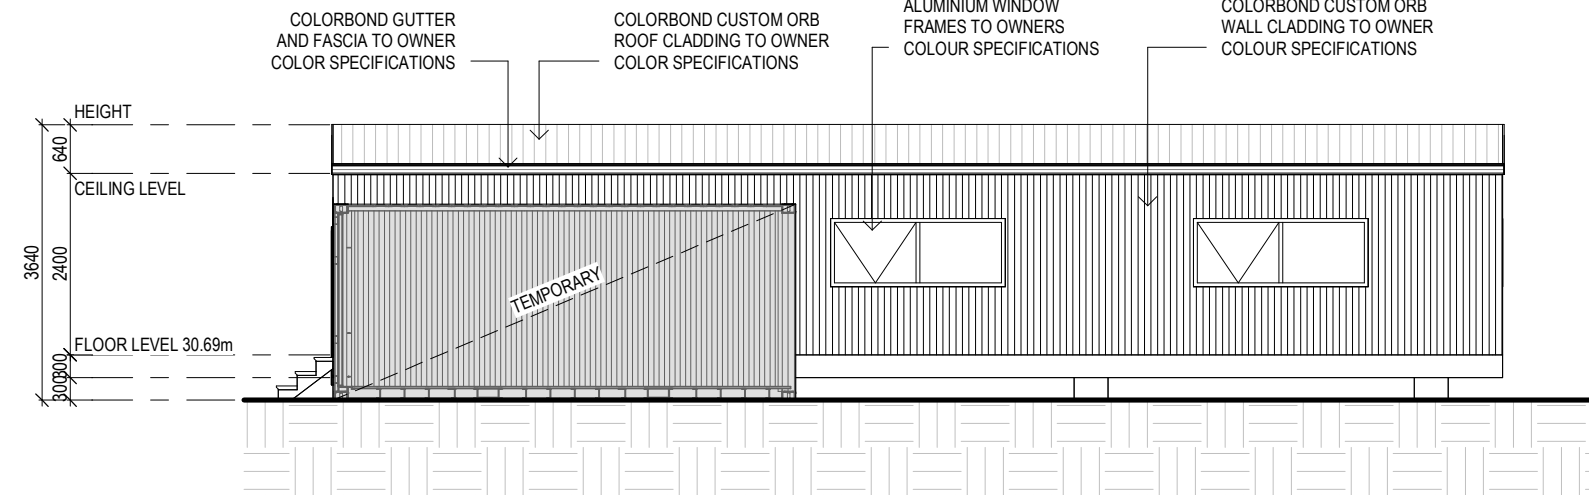 COLORBOND GUTTER
AND FASCIA TO OWNER
COLOR SPECIFICATIONS
COLORBOND CUSTOM ORB
ROOF CLADDING TO OWNER
COLOR SPECIFICATIONS
ALUMINIUM WINDOW
FRAMES TO OWNERS
COLOUR SPECIFICATIONS
COLORBOND CUSTOM ORB
WALL CLADDING TO OWNER
COLOUR SPECIFICATIONS
HEIGHT
640
CEILING LEVEL
3640
2400
TEMPORARY
FLOOR LEVEL 30.69m
300
300